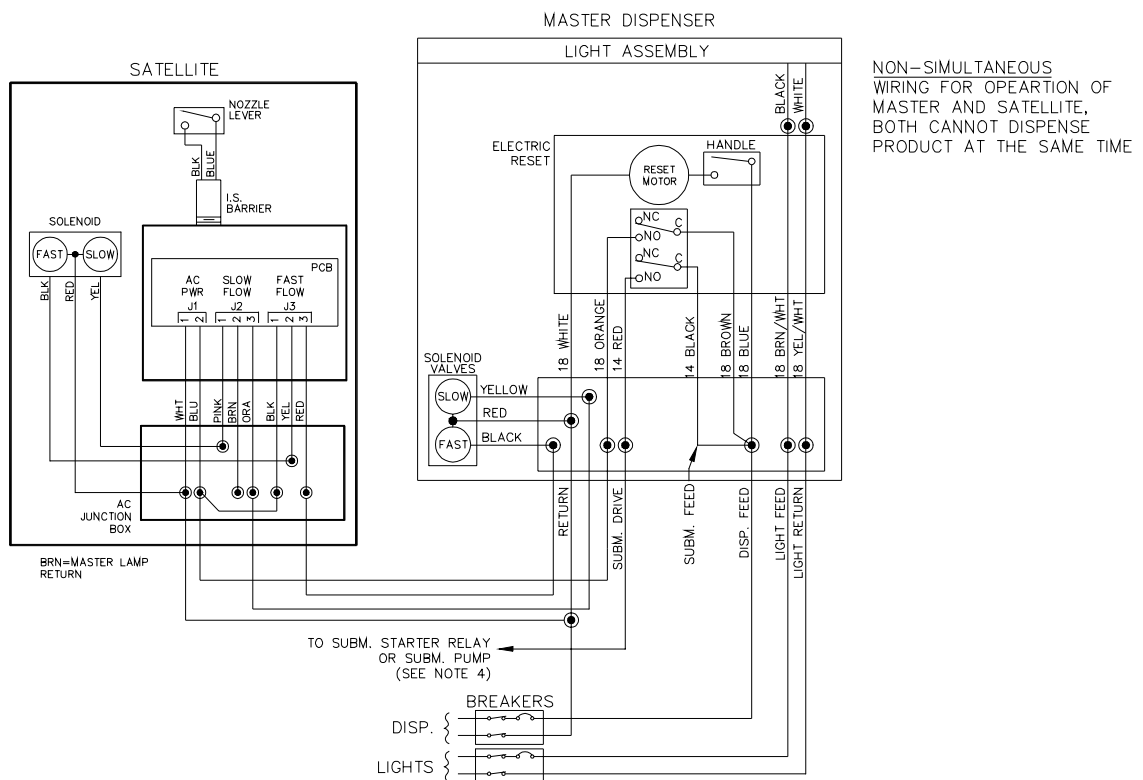 MASTER DISPENSER
LIGHT ASSEMBLY
SATELLITE
NON-SIMULTANEOUS
WIRING FOR OPEARTION OF
MASTER AND SATELLITE,
BOTH CANNOT DISPENSE
PRODUCT AT THE SAME TIME
NOZZLE
LEVER
BLK
BLUE
I.S.
BARRIER
SOLENOID
FAST
SLOW
BLK
RED
YEL
PCB
AC
PWR
J1
1
2
SLOW
FLOW
J2
1
2
3
FAST
FLOW
J3
1
2
3
WHT
BLU
PINK
BRN
ORA
BLK
YEL
RED
AC
JUNCTION
BOX
BRN=MASTER LAMP
RETURN
BLACK
WHITE
ELECTRIC
RESET
RESET
MOTOR
HANDLE
NC
C
NO
NC
C
NO
18 WHITE
18 ORANGE
14 RED
14 BLACK
18 BROWN
18 BLUE
18 BRN/WHT
18 YEL/WHT
SOLENOID
VALVES
SLOW
FAST
YELLOW
RED
BLACK
RETURN
SUBM. DRIVE
SUBM. FEED
DISP. FEED
LIGHT FEED
LIGHT RETURN
TO SUBM. STARTER RELAY
OR SUBM. PUMP
(SEE NOTE 4)
BREAKERS
DISP.
LIGHTS